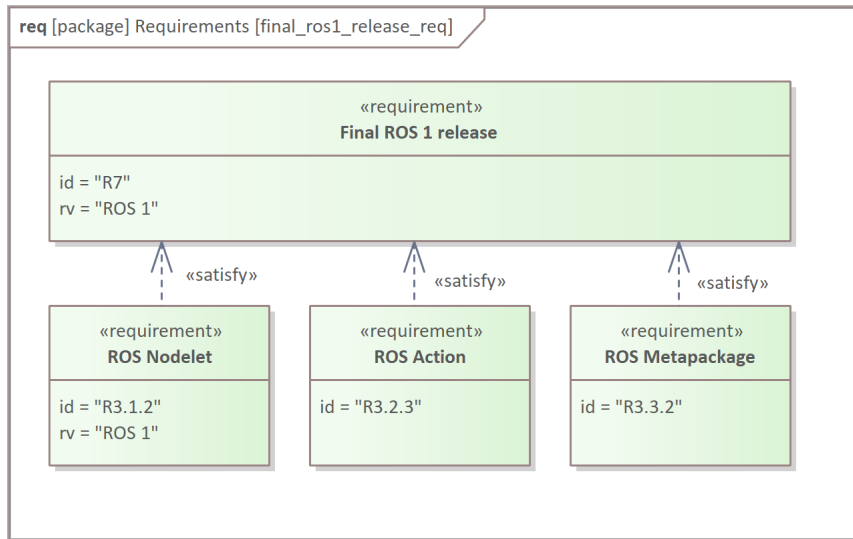 req [package] Requirements [final_ros1_release_req]
«requirement»
Final ROS 1 release
id = "R7"
rv = "ROS 1"
«satisfy»
«satisfy»
«satisfy»
«requirement»
ROS Nodelet
id = "R3.1.2"
rv = "ROS 1"
«requirement»
ROS Action
id = "R3.2.3"
«requirement»
ROS Metapackage
id = "R3.3.2"